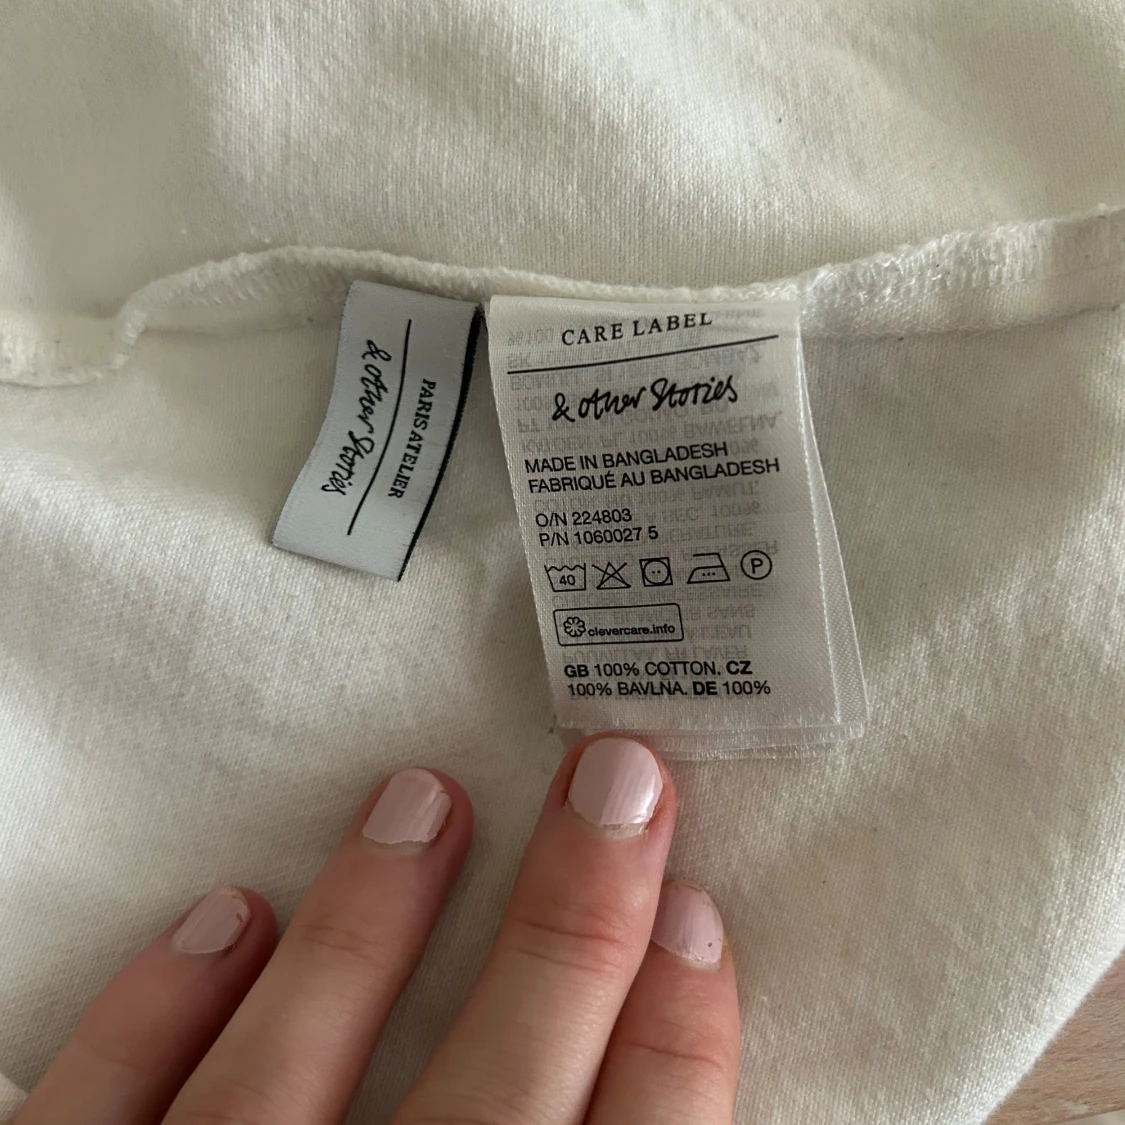 & other Stories
PARIS ATELIER
CARE LABEL
& other Stories
MADE IN BANGLADESH
FABRIQUÉ AU BANGLADESH
O/N 224803
P/N 1060027 5
40
P
clevercare.info
GB 100% COTTON. CZ
100% BAVLNA. DE 100%